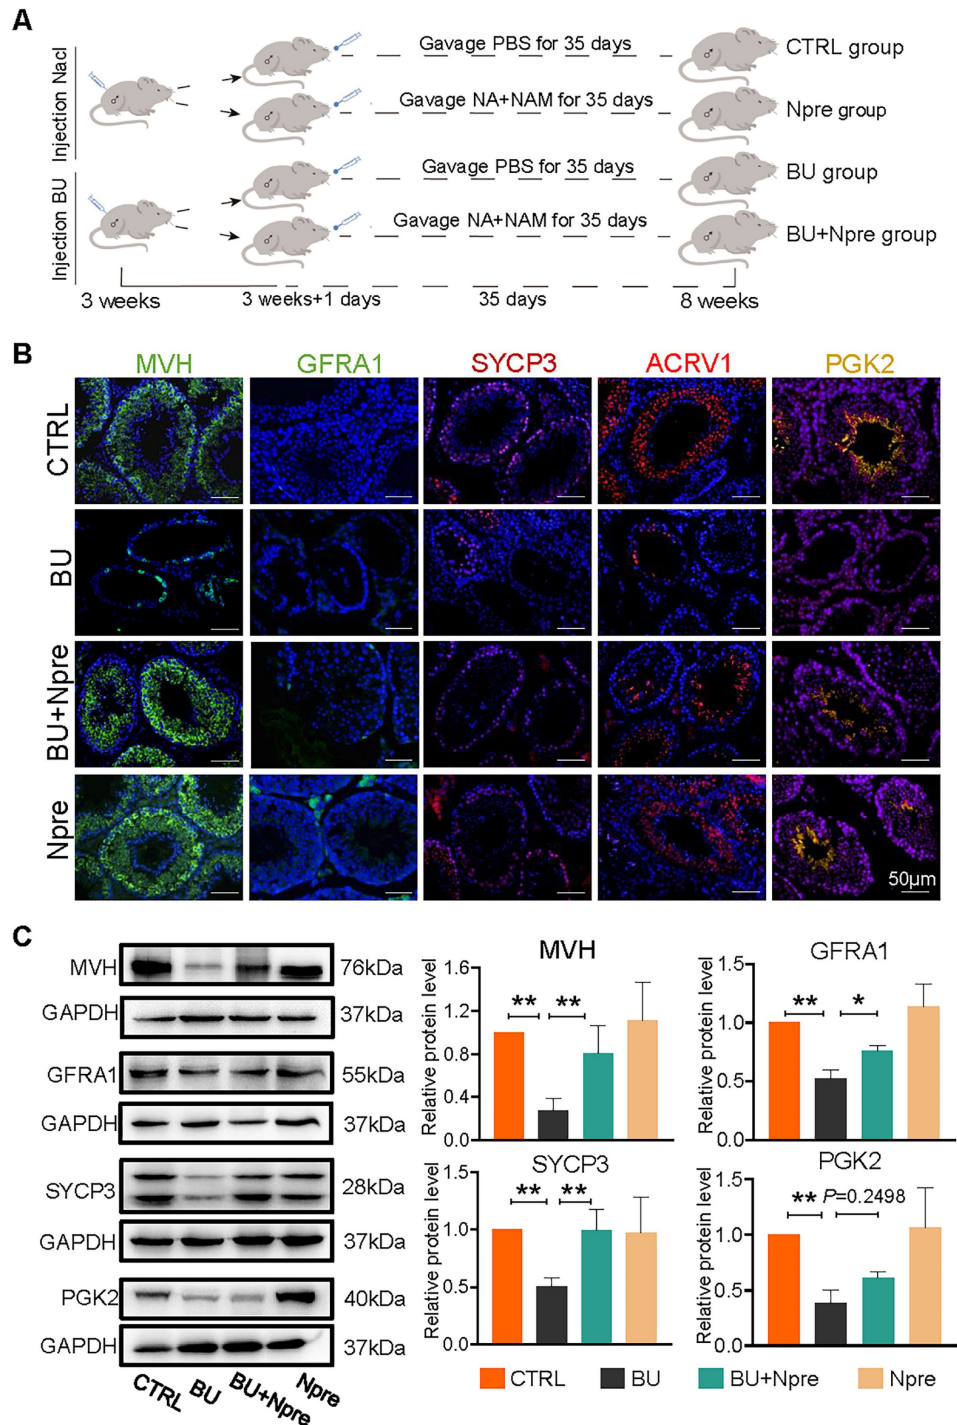 A
Injection Nacl
Gavage PBS for 35 days
CTRL group
Gavage NA+NAM for 35 days
Npre group
Injection BU
Gavage PBS for 35 days
BU group
Gavage NA+NAM for 35 days
BU+Npre group
3 weeks
3 weeks+1 days
35 days
8 weeks
B
MVH GFRA1 SYCP3 ACRV1 PGK2
CTRL
BU
BU+Npre
Npre
50μm
C
MVH 76kDa
GAPDH 37kDa
GFRA1 55kDa
GAPDH 37kDa
SYCP3 28kDa
GAPDH 37kDa
PGK2 40kDa
GAPDH 37kDa
CTRL BU BU+Npre Npre
MVH
Relative protein level
1.6
1.2
0.8
0.4
0.0
** **
GFRA1
Relative protein level
1.5
1.0
0.5
0.0
** *
SYCP3
Relative protein level
1.5
1.0
0.5
0.0
** **
PGK2
Relative protein level
1.5
1.0
0.5
0.0
** P=0.2498
CTRL BU BU+Npre Npre